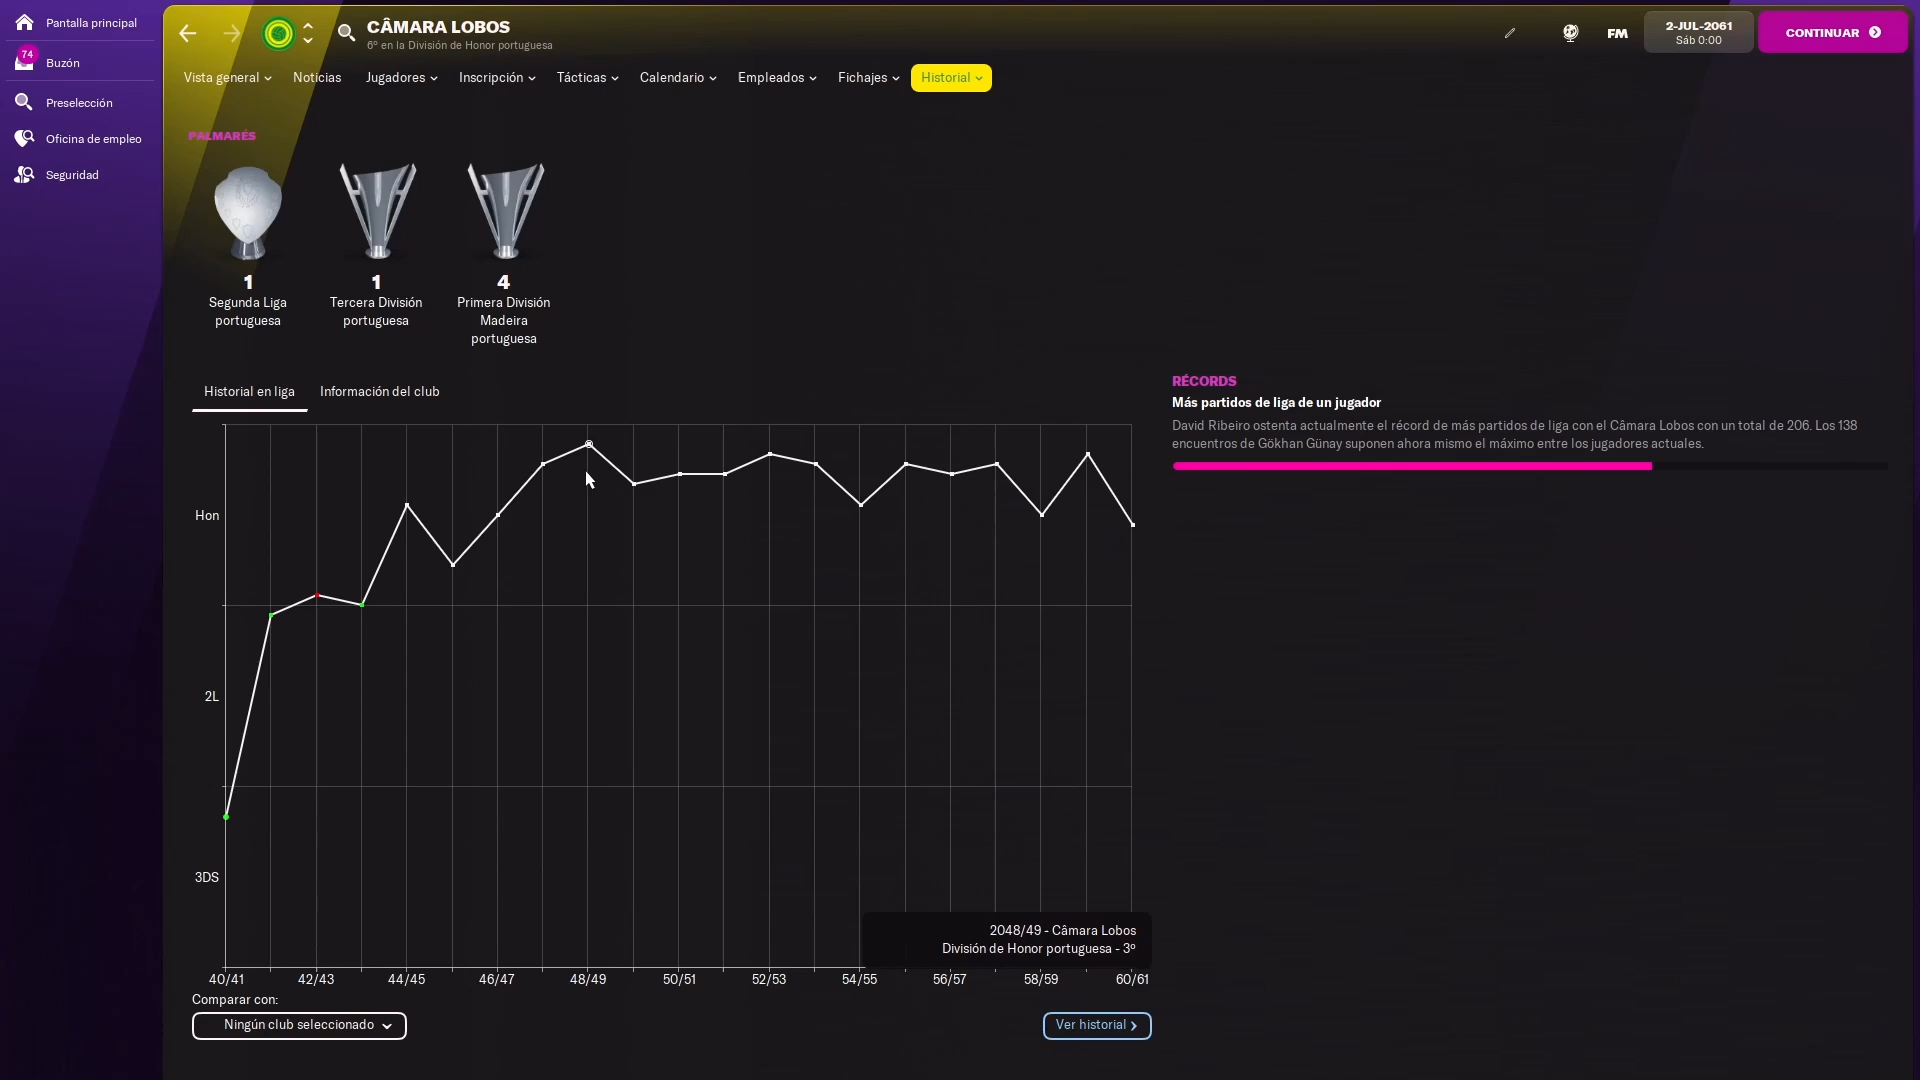 Pantalla principal
74
Buzón
Preselección
Oficina de empleo
Seguridad
CÂMARA LOBOS
6º en la División de Honor portuguesa
FM
2-JUL-2061
Sáb 0:00
CONTINUAR
Vista general
Noticias
Jugadores
Inscripción
Tácticas
Calendario
Empleados
Fichajes
Historial
PALMARÉS
1
Segunda Liga
portuguesa
1
Tercera División
portuguesa
4
Primera División
Madeira
portuguesa
Historial en liga
Información del club
Hon
2L
3DS
2048/49 - Câmara Lobos
División de Honor portuguesa - 3º
40/41
42/43
44/45
46/47
48/49
50/51
52/53
54/55
56/57
58/59
60/61
Comparar con:
Ningún club seleccionado
Ver historial
RÉCORDS
Más partidos de liga de un jugador
David Ribeiro ostenta actualmente el récord de más partidos de liga con el Câmara Lobos con un total de 206. Los 138
encuentros de Gökhan Günay suponen ahora mismo el máximo entre los jugadores actuales.